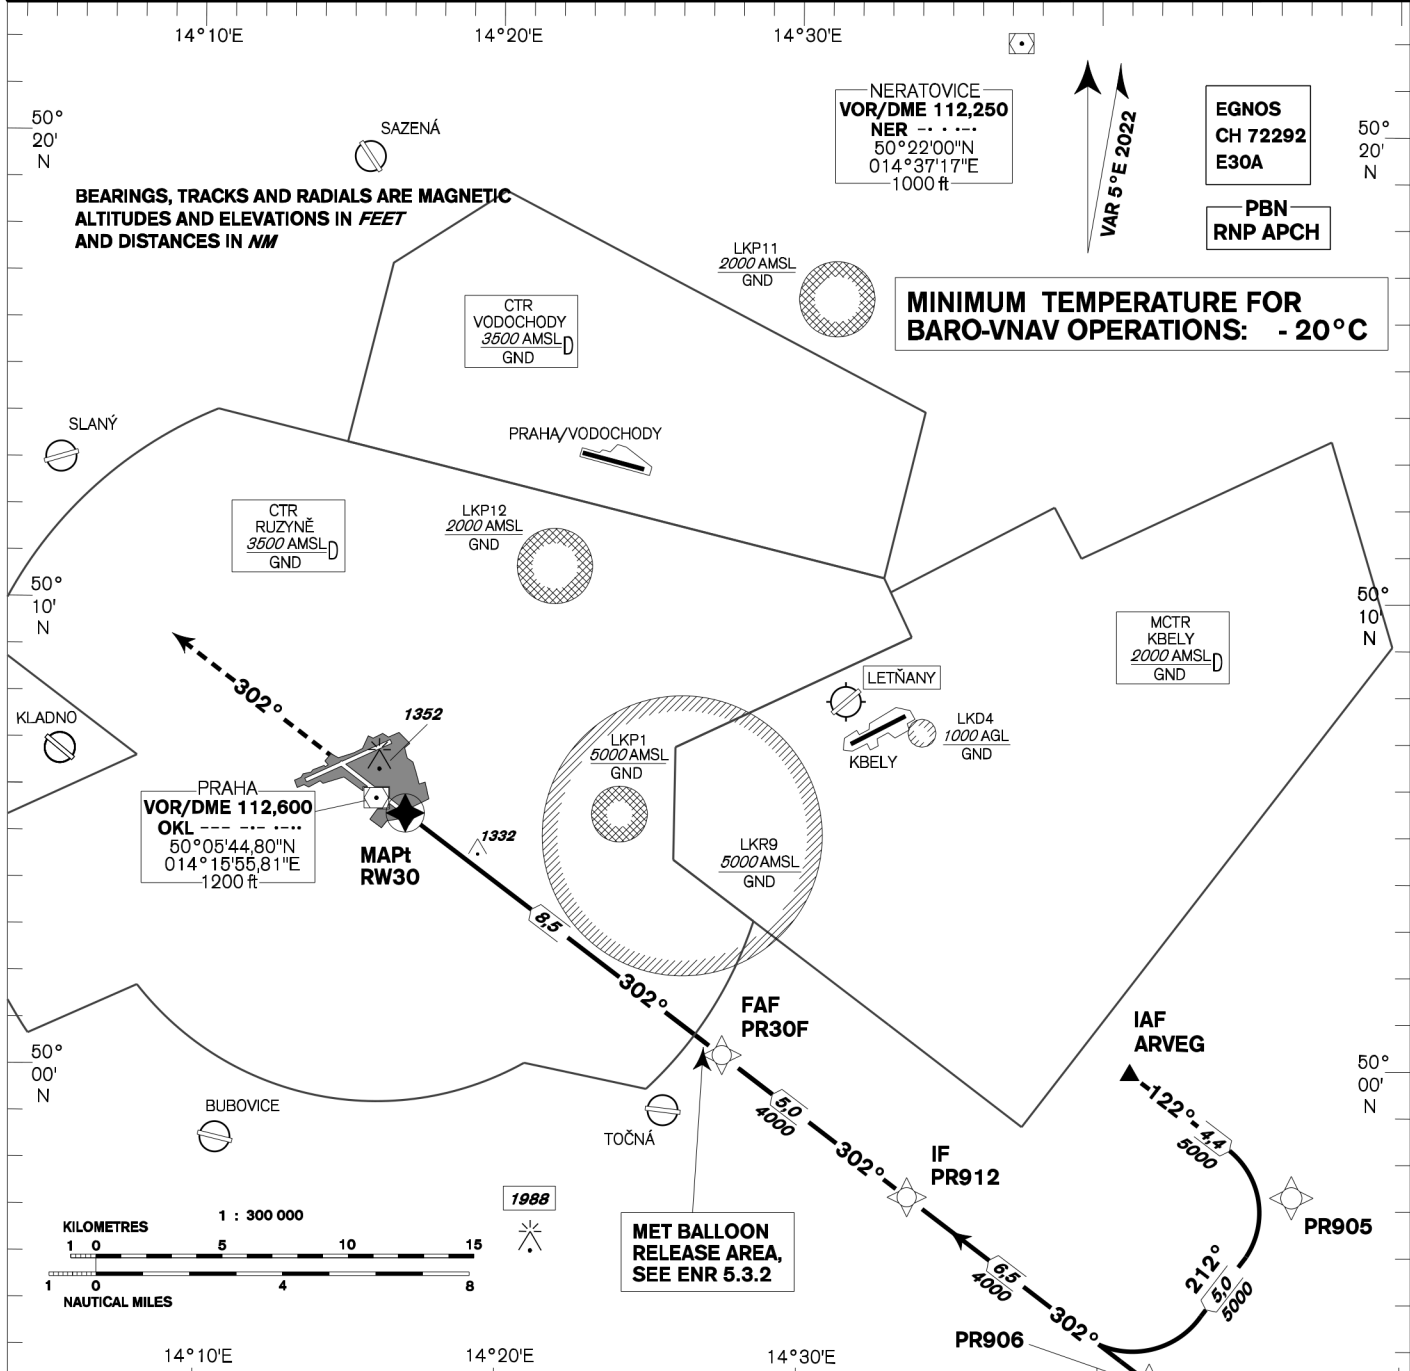 14°10'E
14°20'E
14°30'E
50°
20'
N
SAZENÁ
BEARINGS, TRACKS AND RADIALS ARE MAGNETIC
ALTITUDES AND ELEVATIONS IN FEET
AND DISTANCES IN NM
NERATOVICE
VOR/DME 112,250
NER -· · ·-·
50°22'00"N
014°37'17"E
1000 ft
VAR 5°E 2022
EGNOS
CH 72292
E30A
50°
20'
N
PBN
RNP APCH
LKP11
2000 AMSL
GND
MINIMUM TEMPERATURE FOR
BARO-VNAV OPERATIONS: - 20°C
CTR
VODOCHODY
3500 AMSL D
GND
SLANÝ
PRAHA/VODOCHODY
CTR
RUZYNĚ
3500 AMSL D
GND
LKP12
2000 AMSL
GND
50°
10'
N
50°
10'
N
MCTR
KBELY
2000 AMSL D
GND
302°
KLADNO
1352
LETŇANY
LKP1
5000 AMSL
GND
LKD4
1000 AGL
GND
KBELY
PRAHA
VOR/DME 112,600
OKL --- -·- ·-··
50°05'44,80"N
014°15'55,81"E
1200 ft
1332
MAPt
RW30
LKR9
5000 AMSL
GND
8,5
302°
FAF
PR30F
IAF
ARVEG
50°
00'
N
50°
00'
N
122°
4,4
5000
5,0
4000
302°
BUBOVICE
TOČNÁ
IF
PR912
PR905
1988
1 : 300 000
KILOMETRES
1 0 5 10 15
1 0 4 8
NAUTICAL MILES
MET BALLOON
RELEASE AREA,
SEE ENR 5.3.2
212°
5,0
5000
6,5
4000
302°
PR906
14°10'E
14°20'E
14°30'E